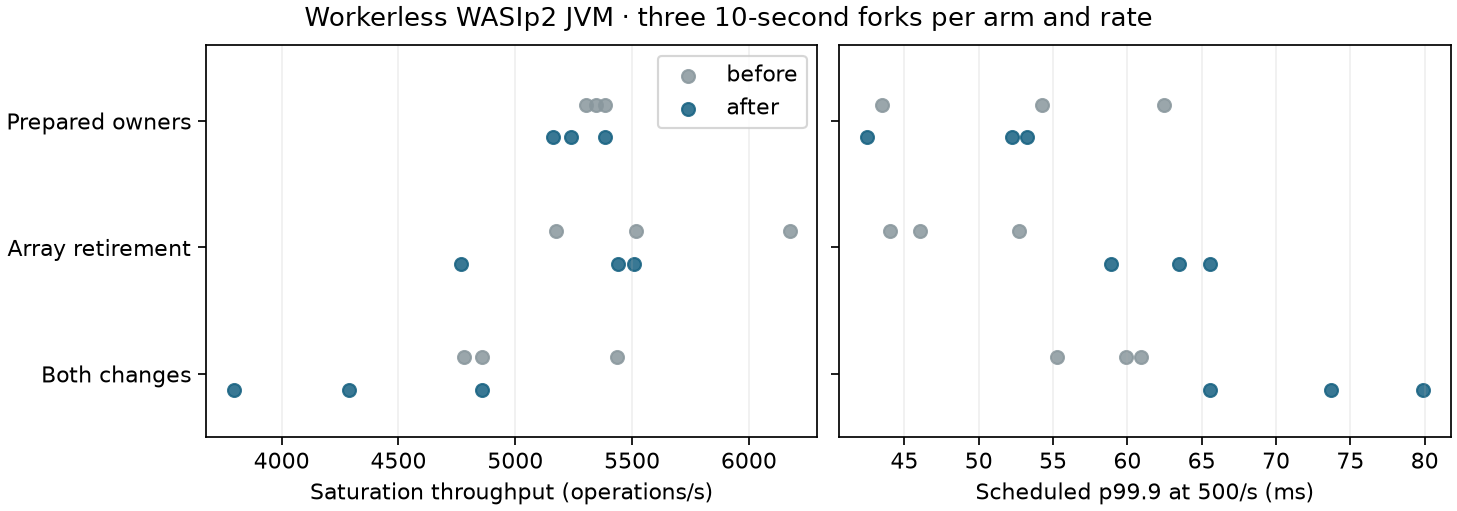 Workerless WASIp2 JVM · three 10-second forks per arm and rate
before
after
Prepared owners
Array retirement
Both changes
4000 4500 5000 5500 6000
Saturation throughput (operations/s)
45 50 55 60 65 70 75 80
Scheduled p99.9 at 500/s (ms)